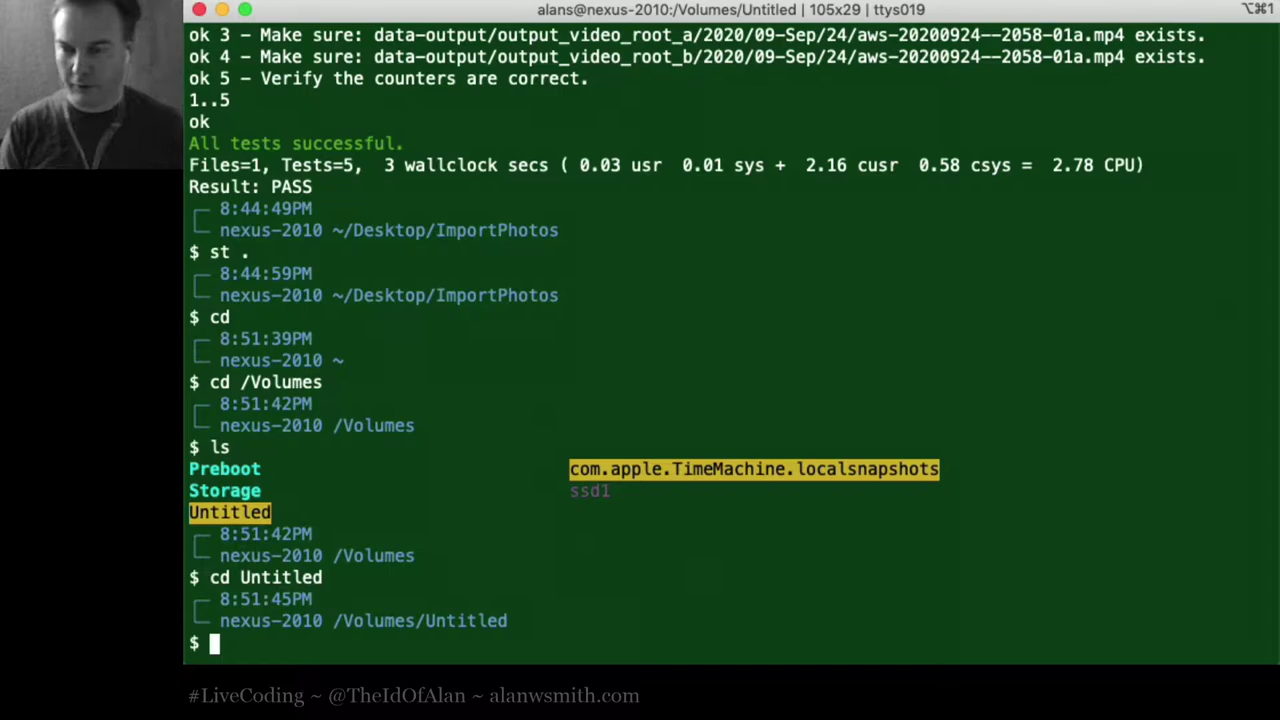 alans@nexus-2010:/Volumes/Untitled | 105x29 | ttys019
⌥⌘1
ok 3 - Make sure: data-output/output_video_root_a/2020/09-Sep/24/aws-20200924--2058-01a.mp4 exists.
ok 4 - Make sure: data-output/output_video_root_b/2020/09-Sep/24/aws-20200924--2058-01a.mp4 exists.
ok 5 - Verify the counters are correct.
1..5
ok
All tests successful.
Files=1, Tests=5,  3 wallclock secs ( 0.03 usr  0.01 sys +  2.16 cusr  0.58 csys =  2.78 CPU)
Result: PASS
8:44:49PM
nexus-2010 ~/Desktop/ImportPhotos
$ st .
8:44:59PM
nexus-2010 ~/Desktop/ImportPhotos
$ cd
8:51:39PM
nexus-2010 ~
$ cd /Volumes
8:51:42PM
nexus-2010 /Volumes
$ ls
Preboot com.apple.TimeMachine.localsnapshots
Storage ssd1
Untitled
8:51:42PM
nexus-2010 /Volumes
$ cd Untitled
8:51:45PM
nexus-2010 /Volumes/Untitled
$
#LiveCoding ~ @TheIdOfAlan ~ alanwsmith.com